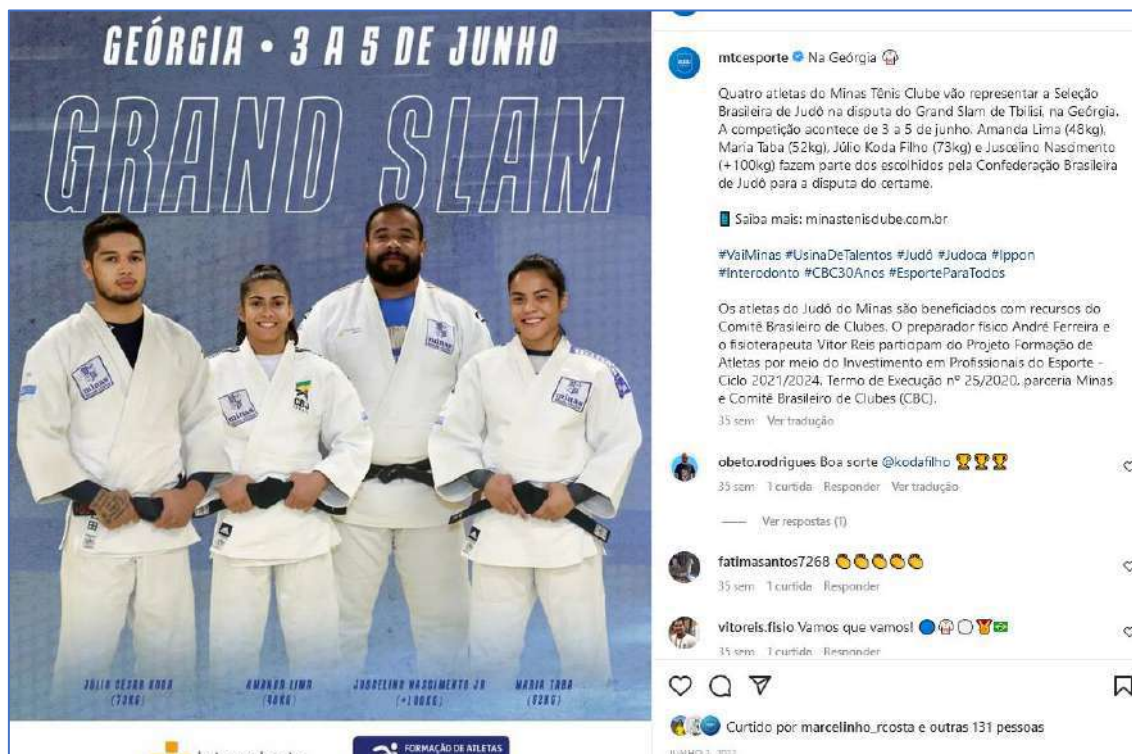 GEÓRGIA • 3 A 5 DE JUNHO
GRAND SLAM
minas
minas
CBJ
minas
minas
JÚLIO CÉSAR KODA
(73KG)
AMANDA LIMA
(48KG)
JUSCELINO NASCIMENTO JR
(+100KG)
MARIA TABA
(52KG)
FORMAÇÃO DE ATLETAS
mtcesporte Na Geórgia
Quatro atletas do Minas Tênis Clube vão representar a Seleção
Brasileira de Judô na disputa do Grand Slam de Tbilisi, na Geórgia.
A competição acontece de 3 a 5 de junho. Amanda Lima (48kg),
Maria Taba (52kg), Júlio Koda Filho (73kg) e Juscelino Nascimento
(+100kg) fazem parte dos escolhidos pela Confederação Brasileira
de Judô para a disputa do certame.
Saiba mais: minastenisclube.com.br
#VaiMinas #UsinaDeTalentos #Judô #Judoca #Ippon
#Interodonto #CBC30Anos #EsporteParaTodos
Os atletas do Judô do Minas são beneficiados com recursos do
Comitê Brasileiro de Clubes. O preparador físico André Ferreira e
o fisioterapeuta Vitor Reis participam do Projeto Formação de
Atletas por meio do Investimento em Profissionais do Esporte -
Ciclo 2021/2024. Termo de Execução nº 25/2020, parceria Minas
e Comitê Brasileiro de Clubes (CBC).
35 sem Ver tradução
obeto.rodrigues Boa sorte @kodafilho 🏆🏆🏆
35 sem 1 curtida Responder Ver tradução
Ver respostas (1)
fatimasantos7268 👏👏👏👏👏
35 sem 1 curtida Responder
vitoreis.fisio Vamos que vamos! 🔵🥋⚪🏅🇧🇷
35 sem 1 curtida Responder
Curtido por marcelinho_rcosta e outras 131 pessoas